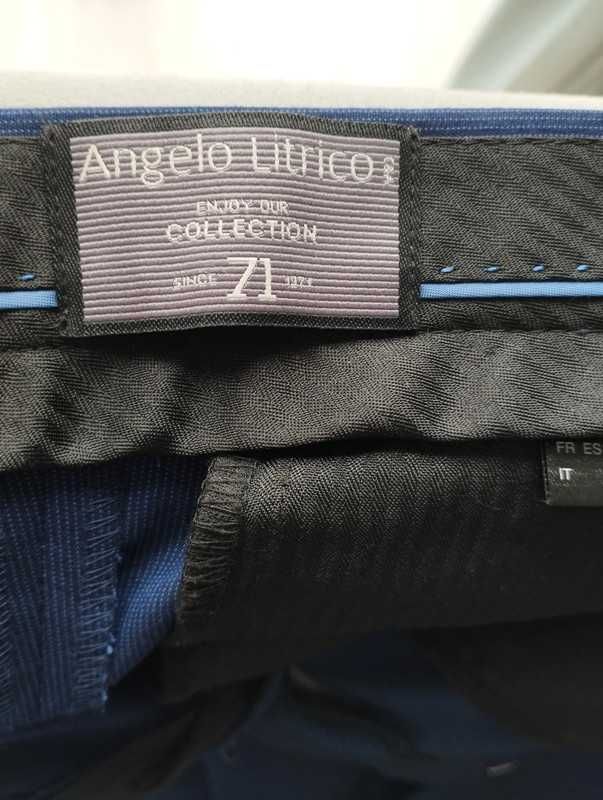 Angelo Litrico
ENJOY OUR
COLLECTION
SINCE 71 1971
FR ES
IT